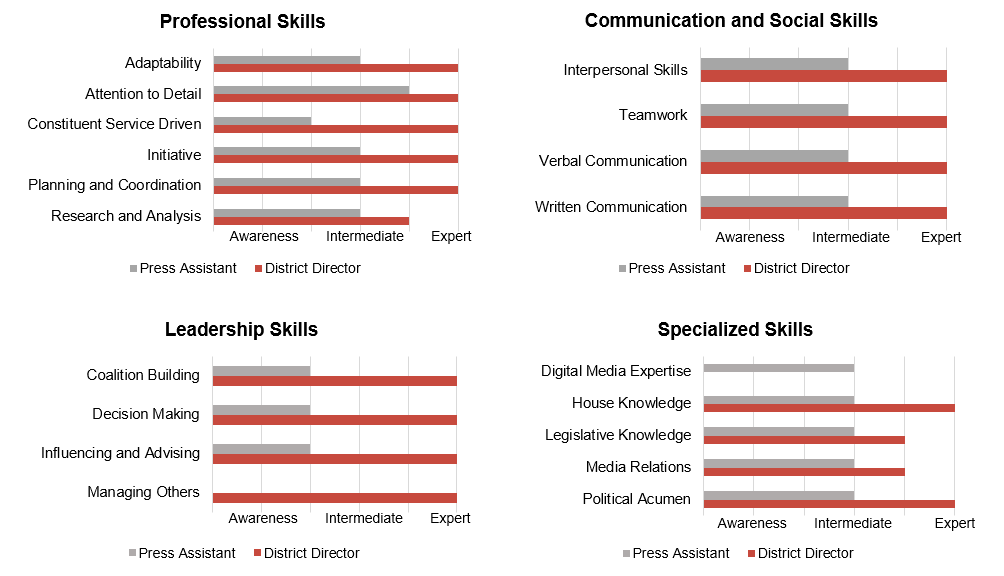 Professional Skills
Adaptability
Attention to Detail
Constituent Service Driven
Initiative
Planning and Coordination
Research and Analysis
Awareness Intermediate Expert
Press Assistant District Director
Communication and Social Skills
Interpersonal Skills
Teamwork
Verbal Communication
Written Communication
Awareness Intermediate Expert
Press Assistant District Director
Leadership Skills
Coalition Building
Decision Making
Influencing and Advising
Managing Others
Awareness Intermediate Expert
Press Assistant District Director
Specialized Skills
Digital Media Expertise
House Knowledge
Legislative Knowledge
Media Relations
Political Acumen
Awareness Intermediate Expert
Press Assistant District Director